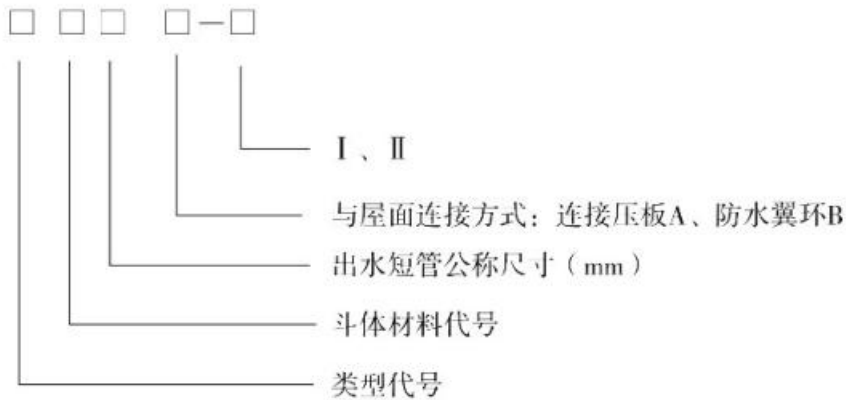 □ □ □ □－□
Ⅰ、Ⅱ
与屋面连接方式：连接压板A、防水翼环B
出水短管公称尺寸（mm）
斗体材料代号
类型代号